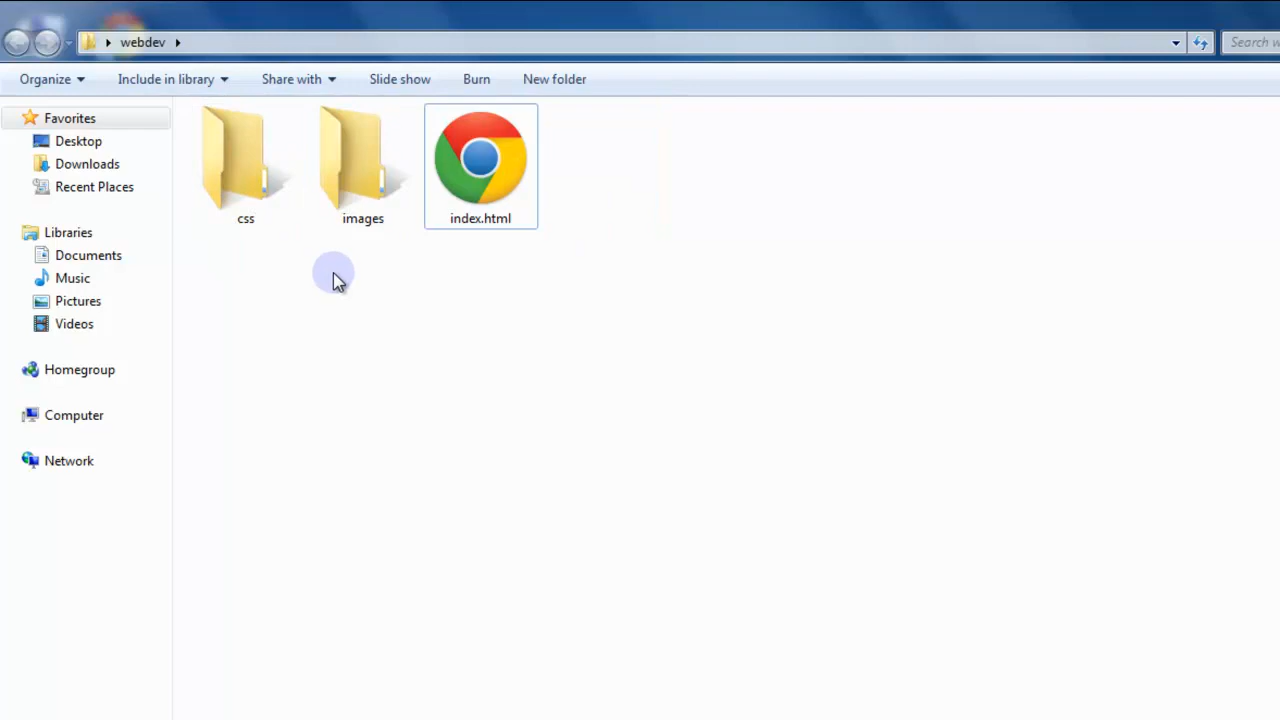 webdev
Search w
Organize Include in library Share with Slide show Burn New folder
Favorites
Desktop
Downloads
Recent Places
Libraries
Documents
Music
Pictures
Videos
Homegroup
Computer
Network
css images index.html